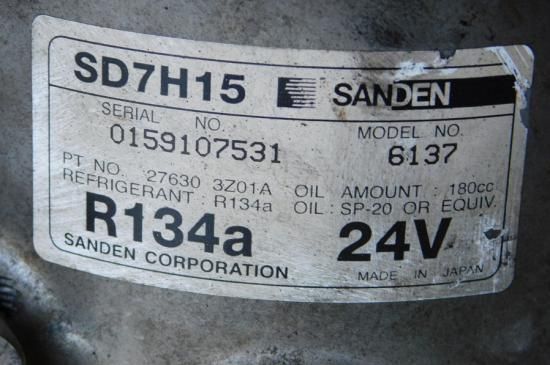 SD7H15 SANDEN
SERIAL NO. MODEL NO.
0159107531 6137
PT NO. 27630 3Z01A OIL AMOUNT : 180cc
REFRIGERANT : R134a OIL : SP-20 OR EQUIV.
R134a 24V
SANDEN CORPORATION MADE IN JAPAN